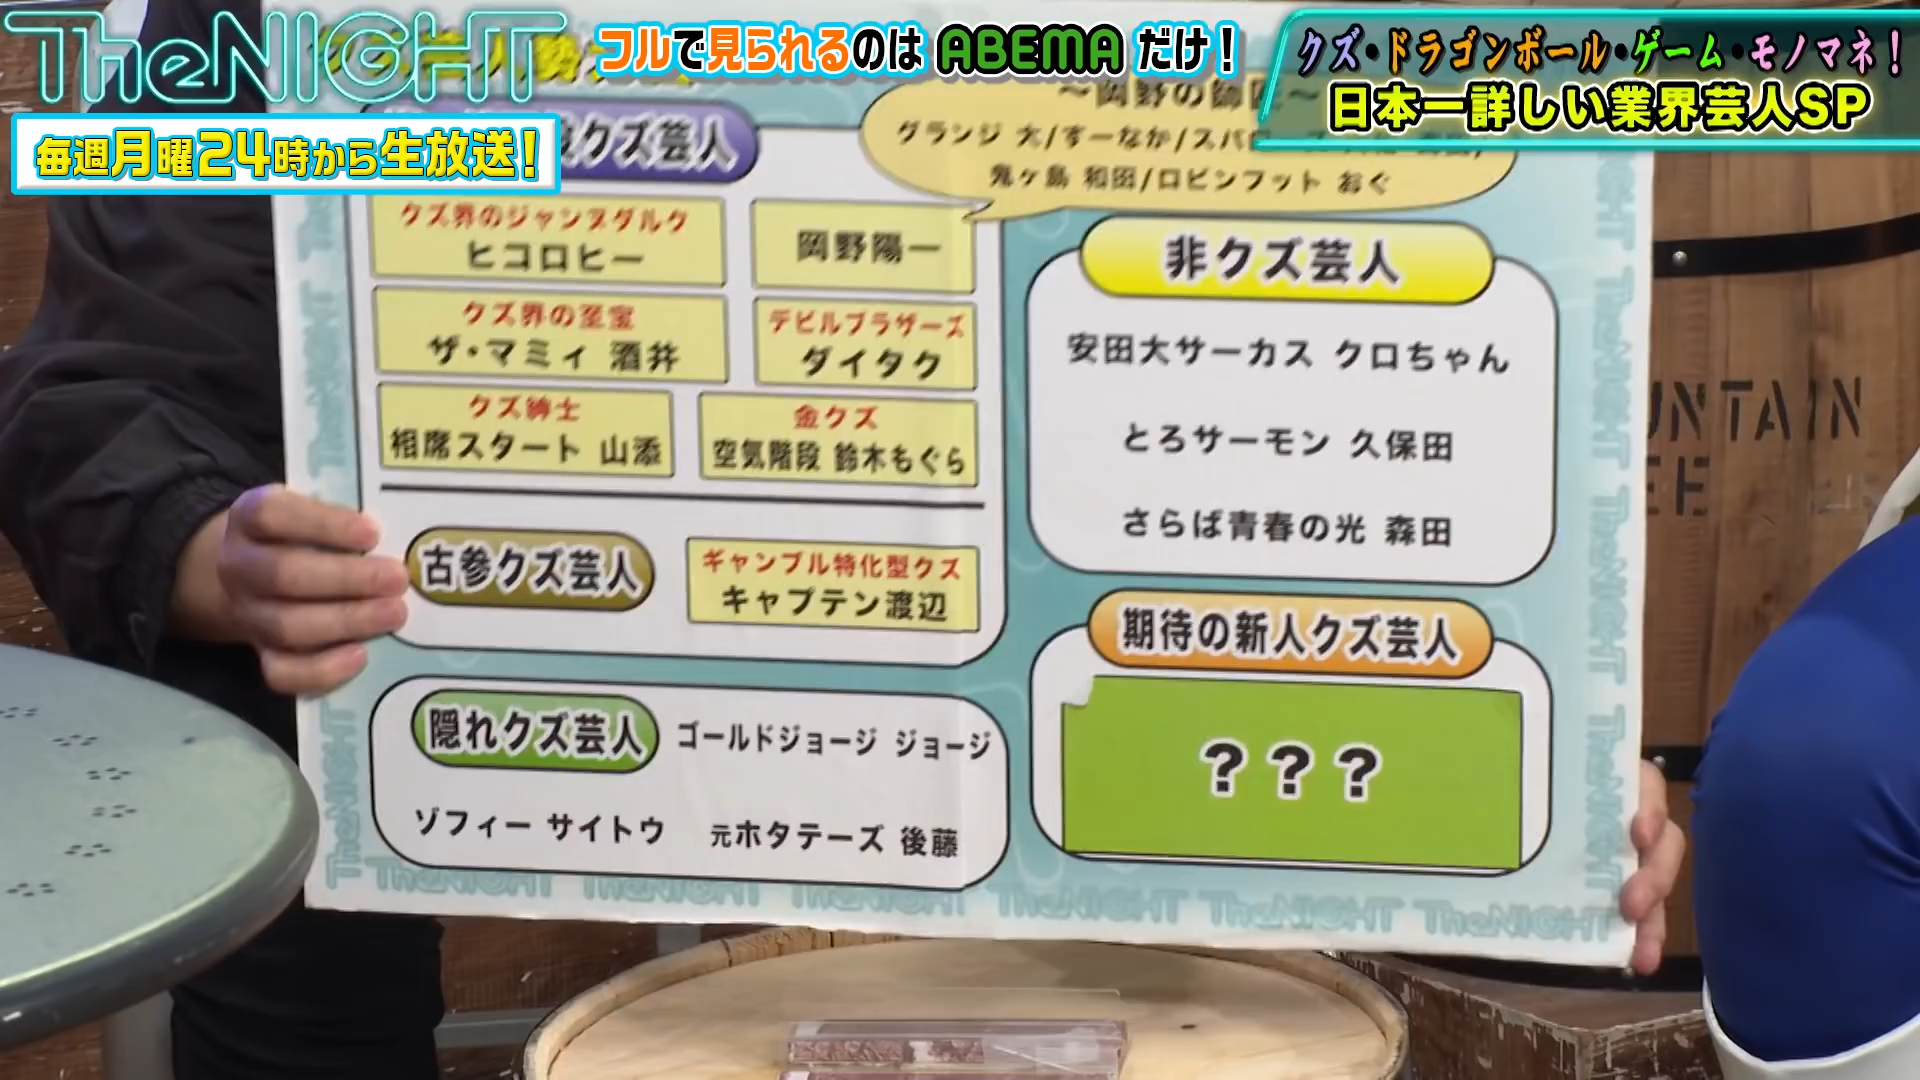 TheNIGHT
フルで見られるのは ABEMA だけ!
クズ・ドラゴンボール・ゲーム・モノマネ!
日本一詳しい業界芸人SP
毎週月曜24時から生放送!
クズ芸人
〜岡野の師匠〜
グランジ 大/すーなか/スパロー
鬼ヶ島 和田/ロビンフット おぐ
クズ界のジャンヌダルク
ヒコロヒー
岡野陽一
クズ界の至宝
ザ・マミィ 酒井
デビルブラザーズ
ダイタク
クズ紳士
相席スタート 山添
金クズ
空気階段 鈴木もぐら
古参クズ芸人
ギャンブル特化型クズ
キャプテン渡辺
隠れクズ芸人
ゴールドジョージ ジョージ
ゾフィー サイトウ
元ホタテーズ 後藤
非クズ芸人
安田大サーカス クロちゃん
とろサーモン 久保田
さらば青春の光 森田
期待の新人クズ芸人
???
TheNIGHT TheNIGHT TheNIGHT TheNIGHT TheNIGHT TheNIGHT